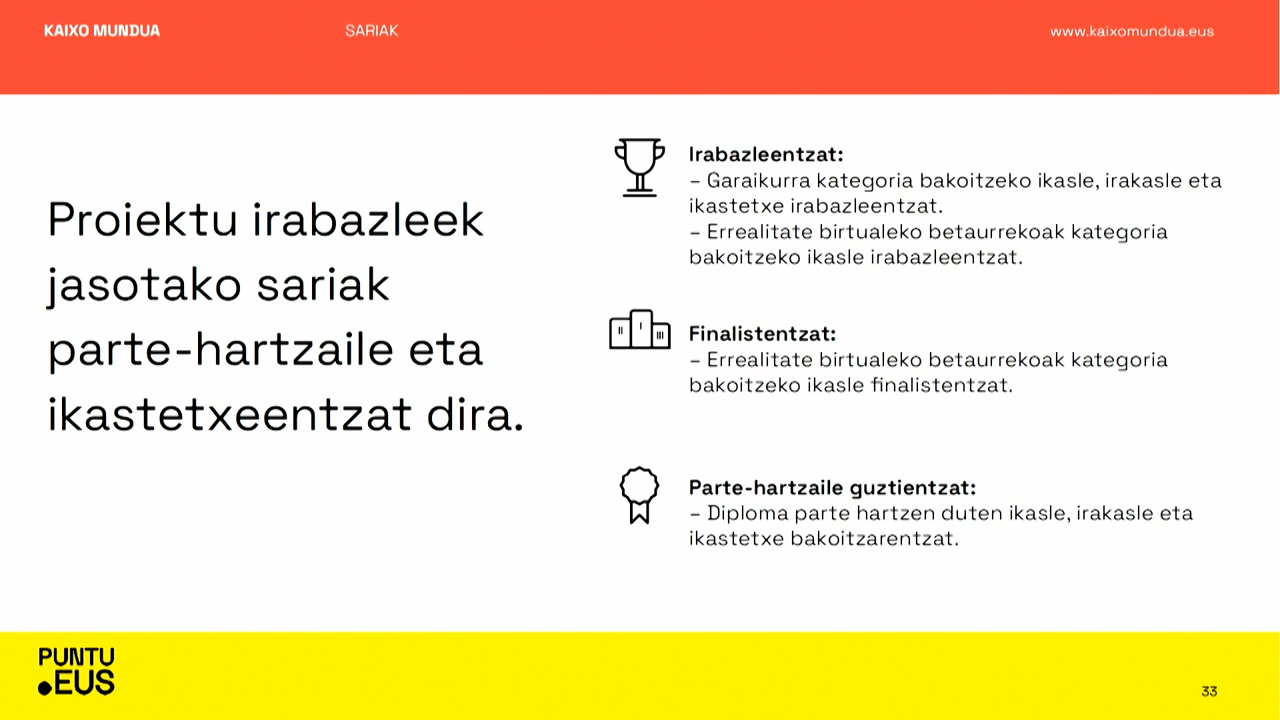 KAIXO MUNDUA
SARIAK
www.kaixomundua.eus
Proiektu irabazleek
jasotako sariak
parte-hartzaile eta
ikastetxeentzat dira.
Irabazleentzat:
– Garaikurra kategoria bakoitzeko ikasle, irakasle eta
ikastetxe irabazleentzat.
– Errealitate birtualeko betaurrekoak kategoria
bakoitzeko ikasle irabazleentzat.
II
I
III
Finalistentzat:
– Errealitate birtualeko betaurrekoak kategoria
bakoitzeko ikasle finalistentzat.
Parte-hartzaile guztientzat:
– Diploma parte hartzen duten ikasle, irakasle eta
ikastetxe bakoitzarentzat.
PUNTU
.EUS
33